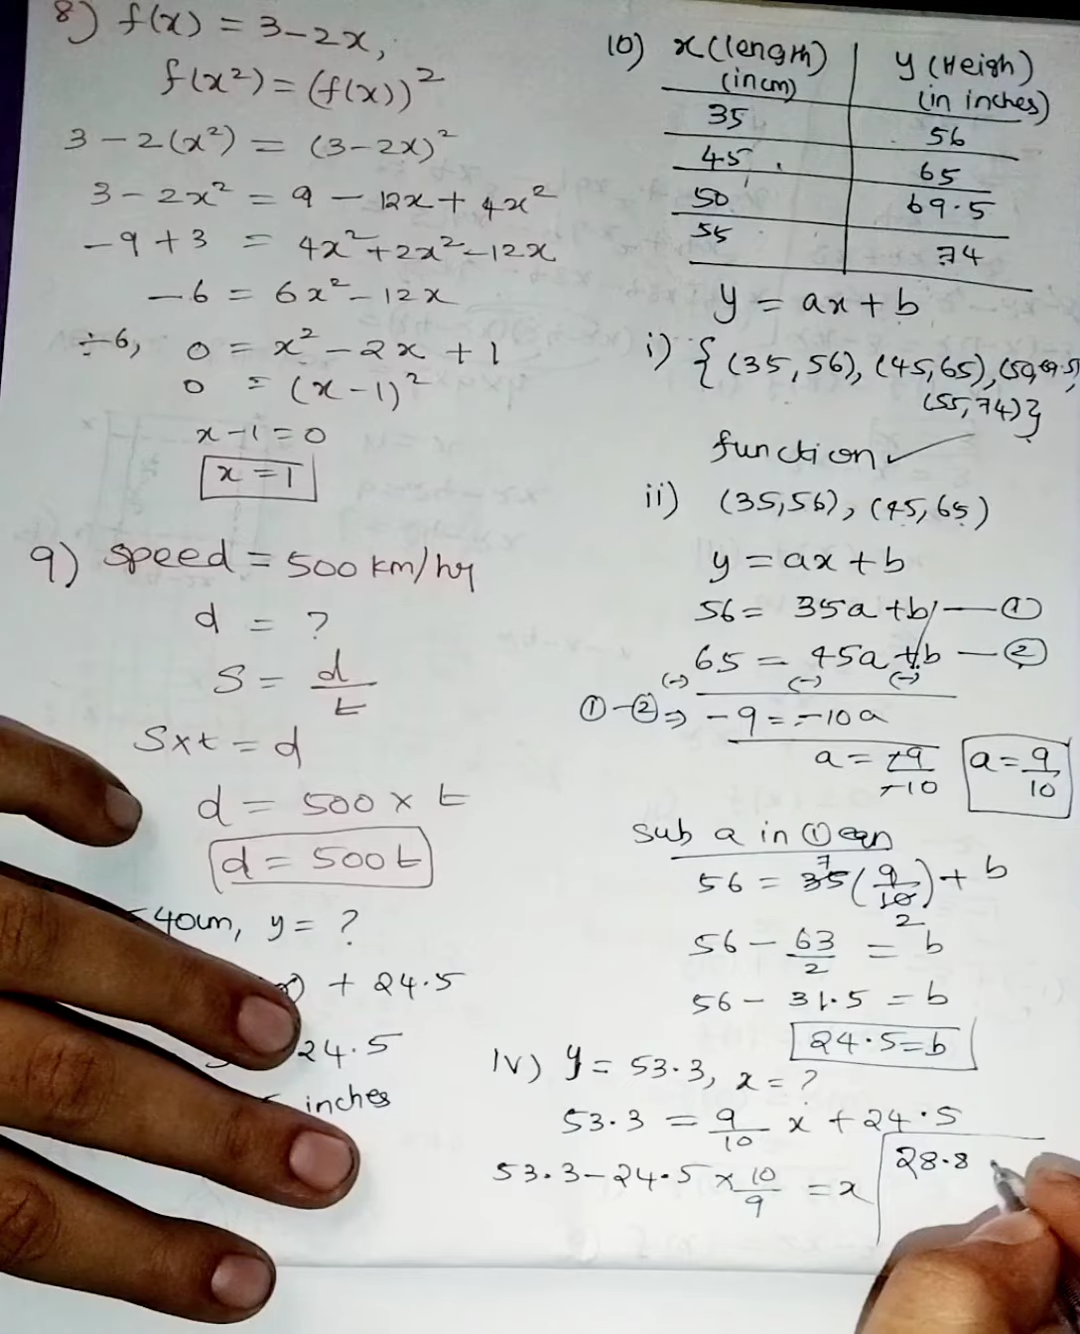 8) f(x) = 3-2x,
f(x²) = (f(x))²
3 - 2(x²) = (3-2x)²
3 - 2x² = 9 - 12x + 4x²
-9+3 = 4x²+2x²-12x
-6 = 6x² - 12x
÷6, 0 = x² - 2x + 1
0 = (x-1)²
x-1=0
x=1
9) speed = 500 km/hr
d = ?
S = d/t
S×t = d
d = 500 × t
d = 500t
40cm, y = ?
) + 24.5
24.5
inches
10) x (length) (in cm) | y (Heigh) (in inches)
35 | 56
45 | 65
50 | 69.5
55 | 74
y = ax + b
i) {(35,56), (45,65), (50,69.5),
(55,74)}
function ✓
ii) (35,56), (45,65)
y = ax + b
56 = 35a + b — ①
65 = 45a + b — ②
(-) (-) (-)
①-② ⇒ -9 = -10a
a = -9/-10 a = 9/10
Sub a in ① eqn
56 = 35 7 (9/10 2) + b
56 - 63/2 = b
56 - 31.5 = b
24.5 = b
iv) y = 53.3, x = ?
53.3 = 9/10 x + 24.5
53.3 - 24.5 × 10/9 = x
28.8